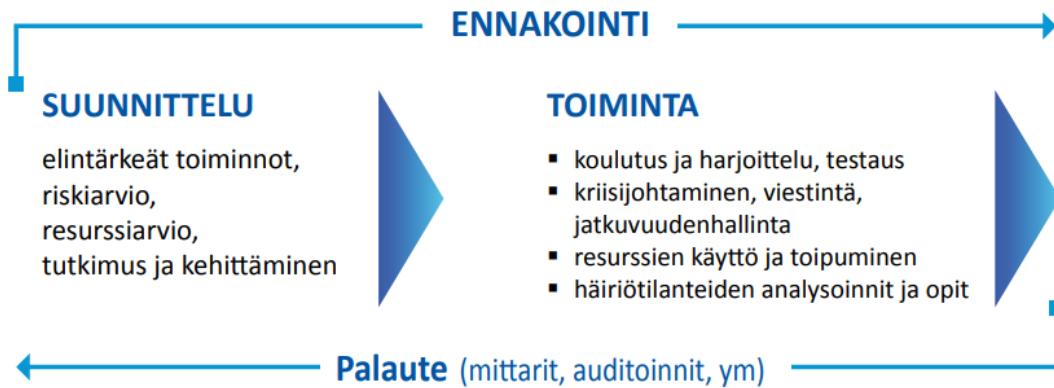 ENNAKOINTI
SUUNNITTELU
elintärkeät toiminnot,
riskiarvio,
resurssiarvio,
tutkimus ja kehittäminen
TOIMINTA
▪ koulutus ja harjoittelu, testaus
▪ kriisijohtaminen, viestintä,
jatkuvuudenhallinta
▪ resurssien käyttö ja toipuminen
▪ häiriötilanteiden analysoinnit ja opit
Palaute (mittarit, auditoinnit, ym)